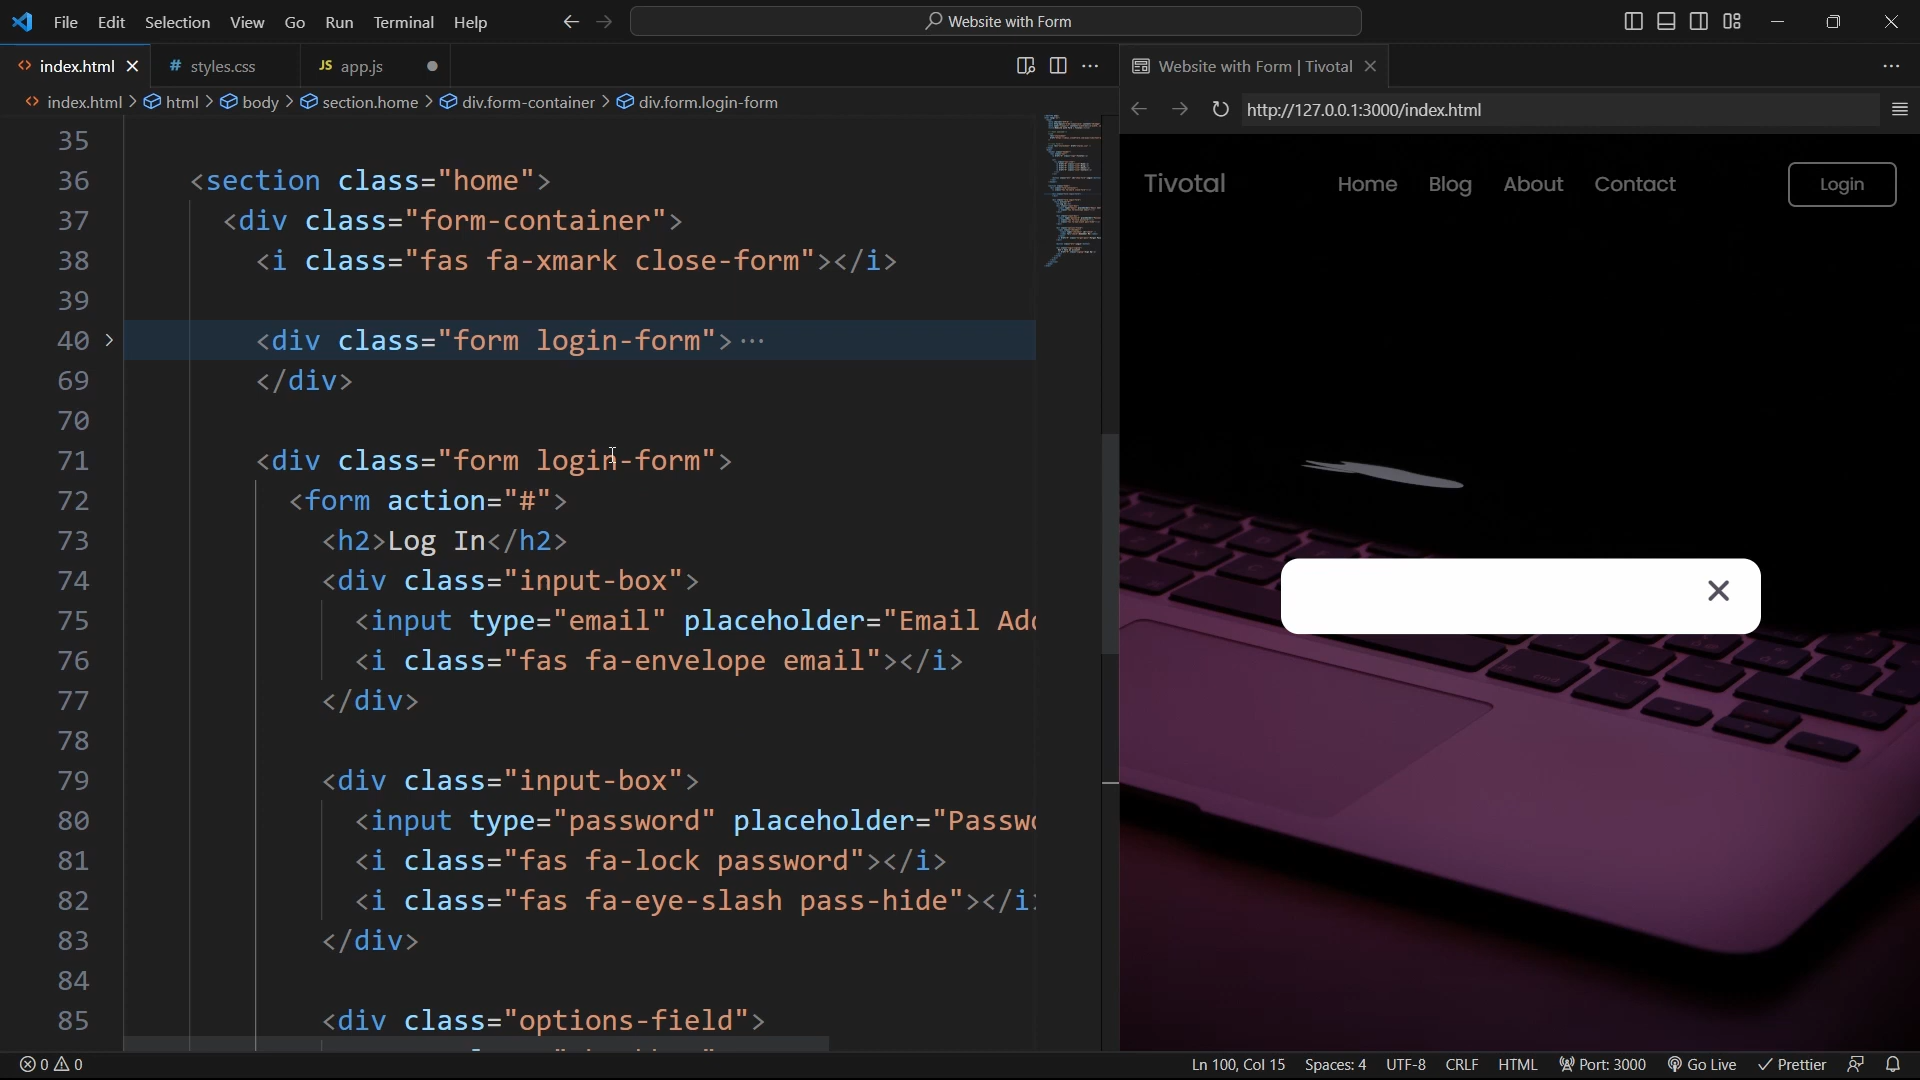 File Edit Selection View Go Run Terminal Help
Website with Form
index.html
# styles.css
JS app.js
Website with Form | Tivotal
index.html > html > body > section.home > div.form-container > div.form.login-form
http://127.0.0.1:3000/index.html
35
36 <section class="home">
37 <div class="form-container">
38 <i class="fas fa-xmark close-form"></i>
39
40 <div class="form login-form">···
69 </div>
70
71 <div class="form login-form">
72 <form action="#">
73 <h2>Log In</h2>
74 <div class="input-box">
75 <input type="email" placeholder="Email
76 <i class="fas fa-envelope email"></i>
77 </div>
78
79 <div class="input-box">
80 <input type="password" placeholder="Passw
81 <i class="fas fa-lock password"></i>
82 <i class="fas fa-eye-slash pass-hide"></i
83 </div>
84
85 <div class="options-field">
Tivotal Home Blog About Contact Login
0 0
Ln 100, Col 15 Spaces: 4 UTF-8 CRLF HTML Port: 3000 Go Live Prettier